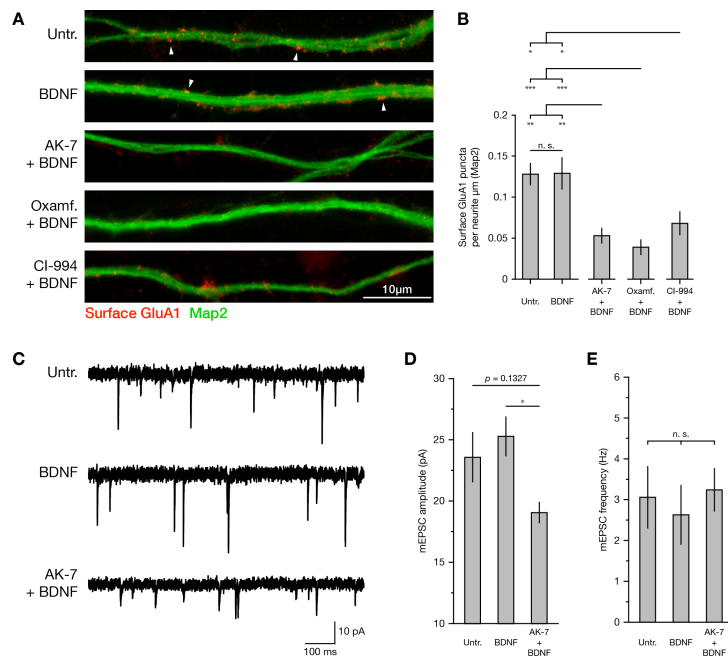 A
Untr.
BDNF
AK-7
+ BDNF
Oxamf.
+ BDNF
CI-994
+ BDNF
10µm
Surface GluA1 Map2
B
* *
*** ***
** **
n. s.
Surface GluA1 puncta
per neurite µm (Map2)
0.2
0.15
0.1
0.05
0
Untr.
BDNF
AK-7
+
BDNF
Oxamf.
+
BDNF
CI-994
+
BDNF
C
Untr.
BDNF
AK-7
+ BDNF
10 pA
100 ms
D
p = 0.1327
*
mEPSC amplitude (pA)
30
25
20
15
10
Untr.
BDNF
AK-7
+
BDNF
E
n. s.
mEPSC frequency (Hz)
6
5
4
3
2
1
0
Untr.
BDNF
AK-7
+
BDNF